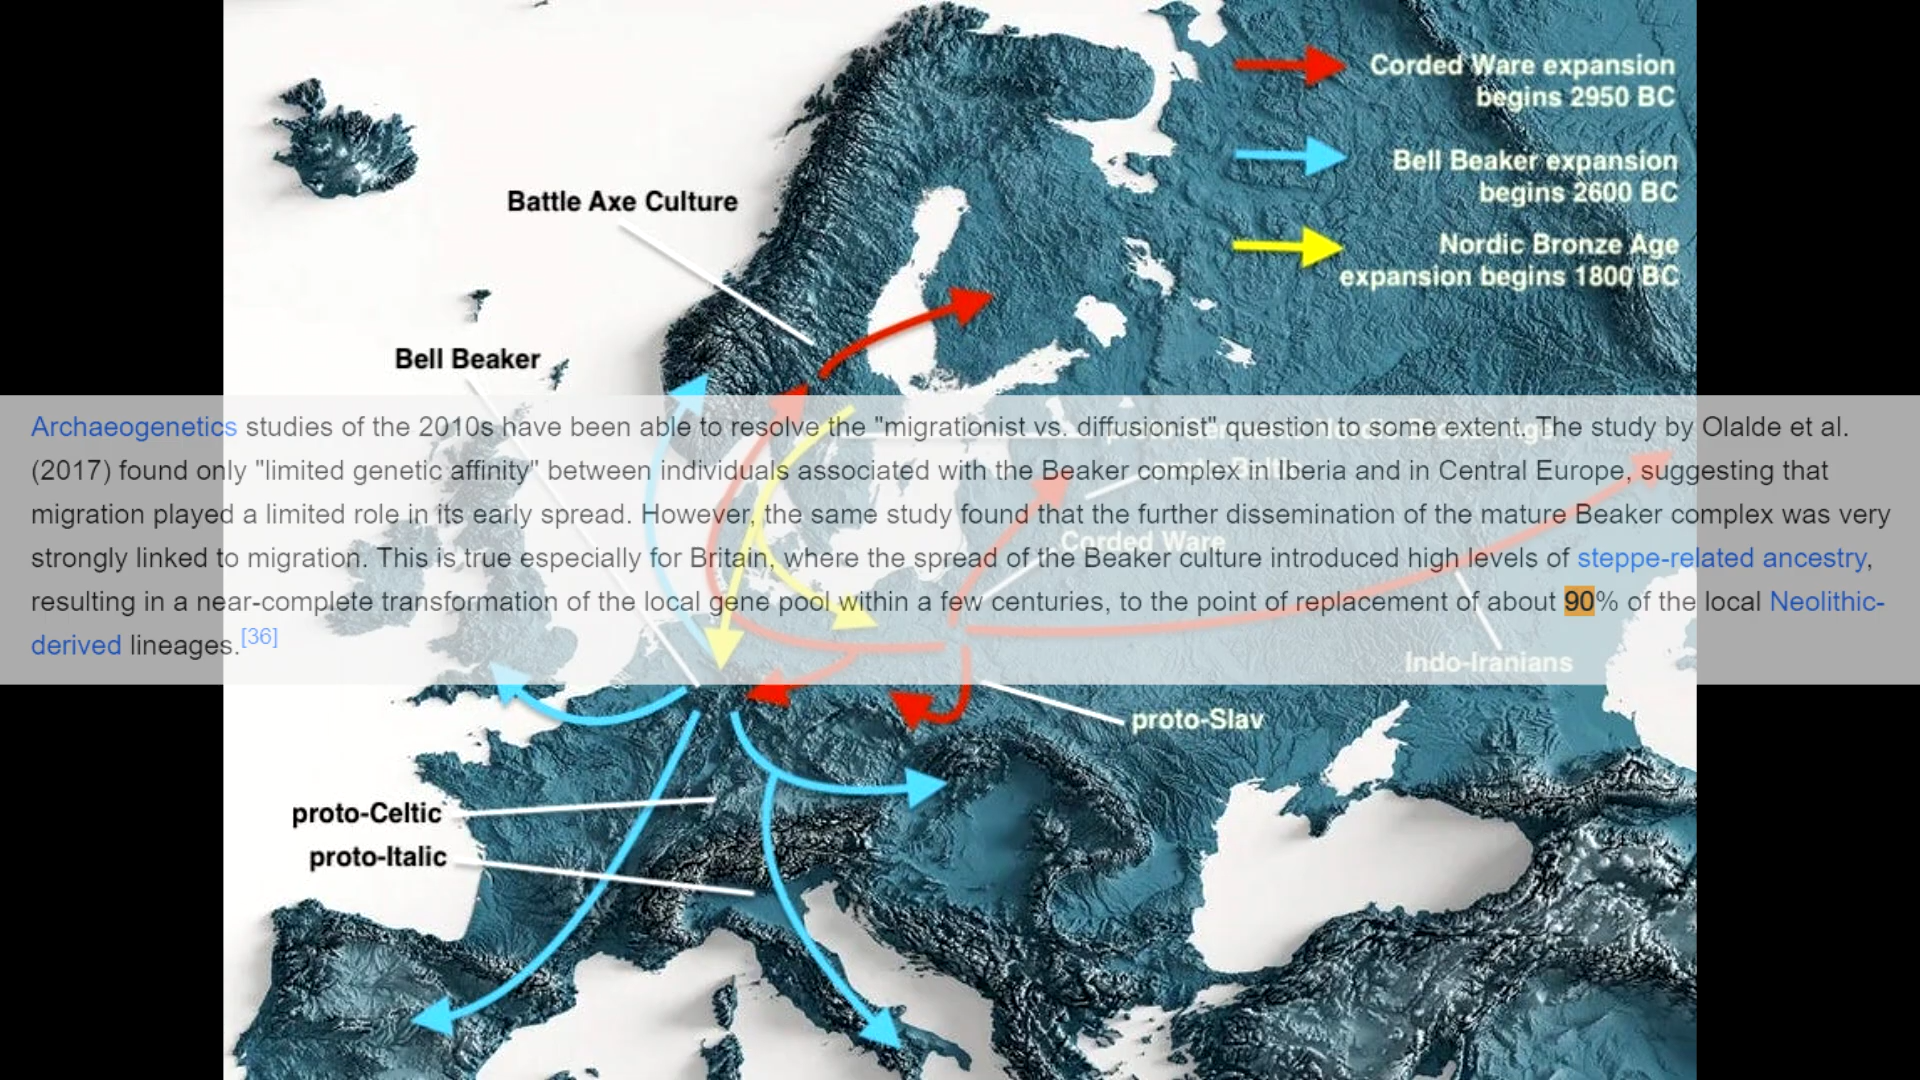 Corded Ware expansion
begins 2950 BC
Bell Beaker expansion
begins 2600 BC
Battle Axe Culture
Nordic Bronze Age
expansion begins 1800 BC
Bell Beaker
Archaeogenetics studies of the 2010s have been able to resolve the "migrationist vs. diffusionist" question to some extent. The study by Olalde et al.
(2017) found only "limited genetic affinity" between individuals associated with the Beaker complex in Iberia and in Central Europe, suggesting that
migration played a limited role in its early spread. However, the same study found that the further dissemination of the mature Beaker complex was very
strongly linked to migration. This is true especially for Britain, where the spread of the Beaker culture introduced high levels of steppe-related ancestry,
resulting in a near-complete transformation of the local gene pool within a few centuries, to the point of replacement of about 90% of the local Neolithic-
derived lineages.[36]
Corded Ware
Indo-Iranians
proto-Slav
proto-Celtic
proto-Italic